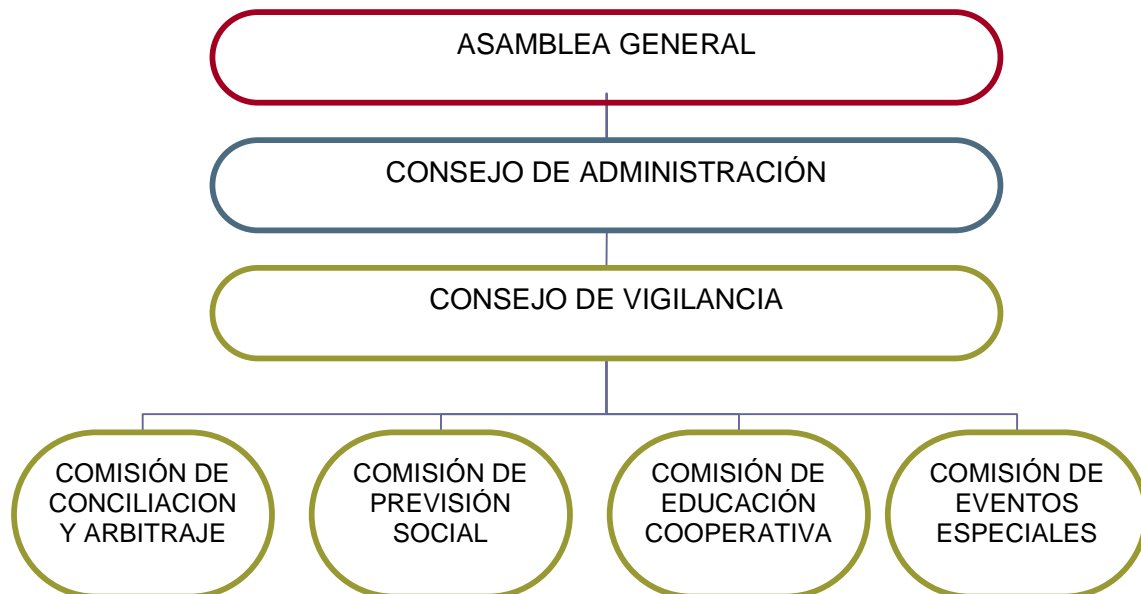 ASAMBLEA GENERAL
CONSEJO DE ADMINISTRACIÓN
CONSEJO DE VIGILANCIA
COMISIÓN DE
CONCILIACION
Y ARBITRAJE
COMISIÓN DE
PREVISIÓN
SOCIAL
COMISIÓN DE
EDUCACIÓN
COOPERATIVA
COMISIÓN DE
EVENTOS
ESPECIALES